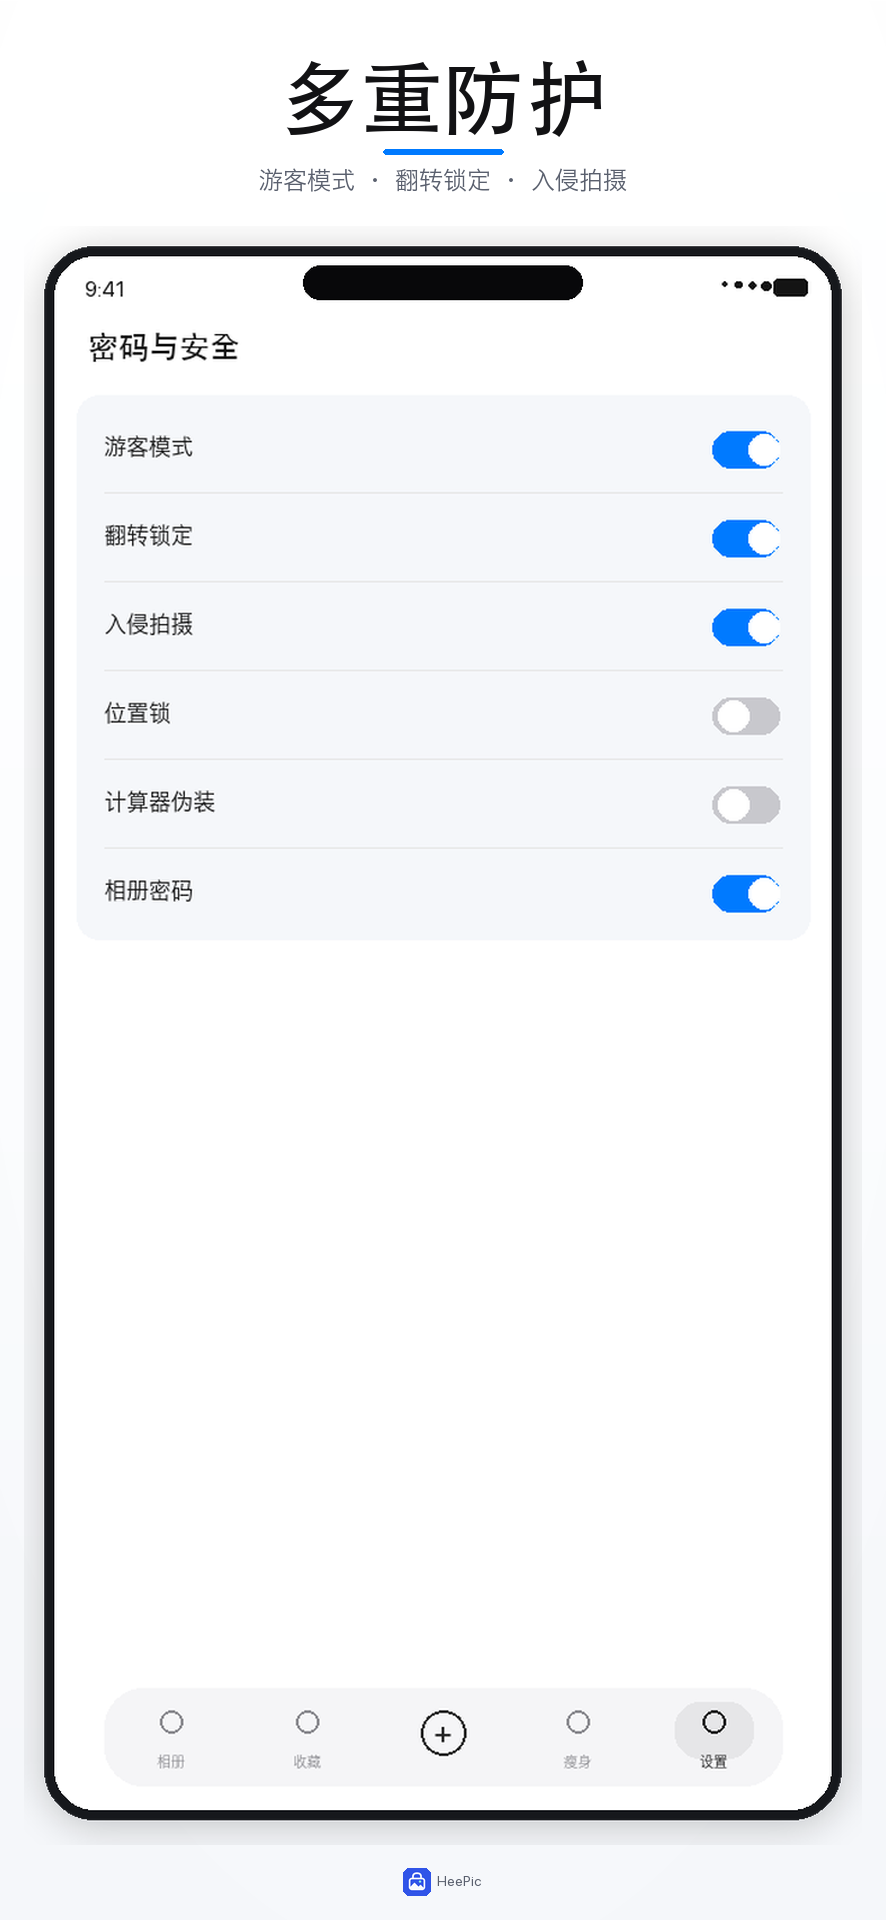 多重防护
游客模式 · 翻转锁定 · 入侵拍摄
9:41
密码与安全
游客模式
翻转锁定
入侵拍摄
位置锁
计算器伪装
相册密码
相册 收藏 瘦身 设置
HeePic